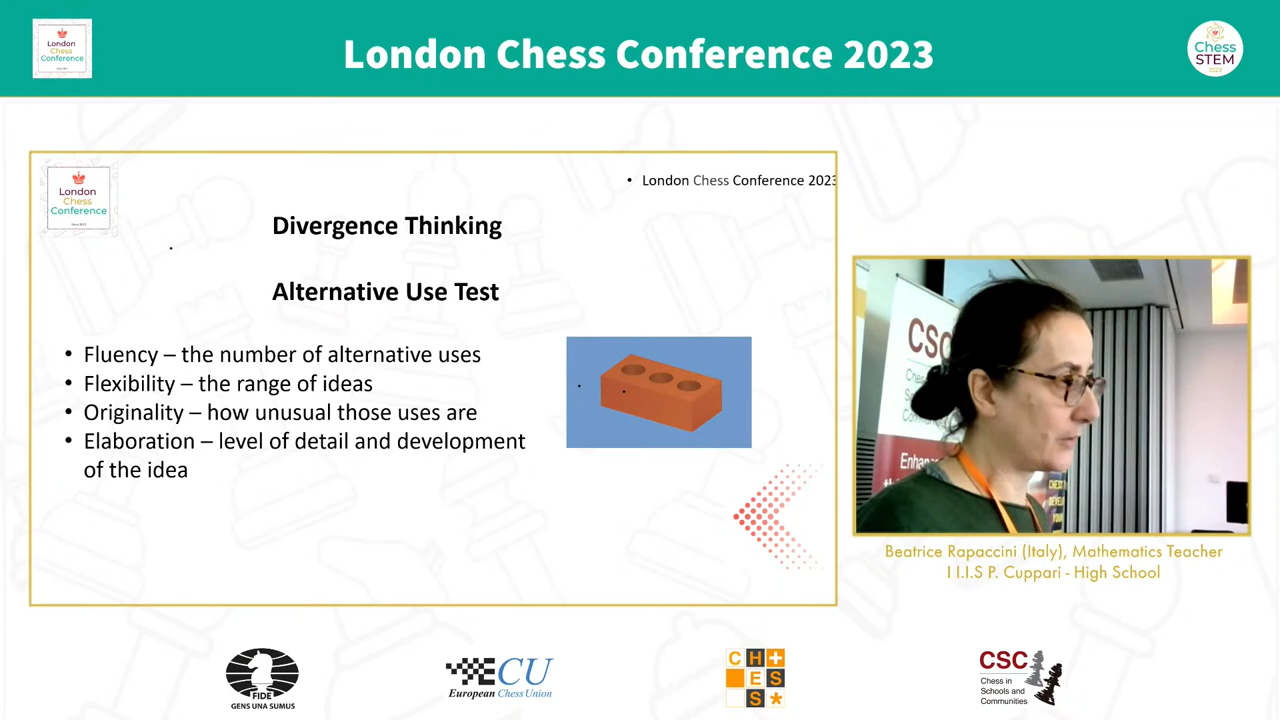 London
Chess
Conference
London Chess Conference 2023
Chess
STEM
London
Chess
Conference
• London Chess Conference 2023
Divergence Thinking
Alternative Use Test
• Fluency – the number of alternative uses
• Flexibility – the range of ideas
• Originality – how unusual those uses are
• Elaboration – level of detail and development
of the idea
CSC
Enhan
CHESS
Beatrice Rapaccini (Italy), Mathematics Teacher
I I.I.S P. Cuppari - High School
FIDE
GENS UNA SUMUS
ECU
European Chess Union
C H +
E S
S *
CSC
Chess in
Schools and
Communities